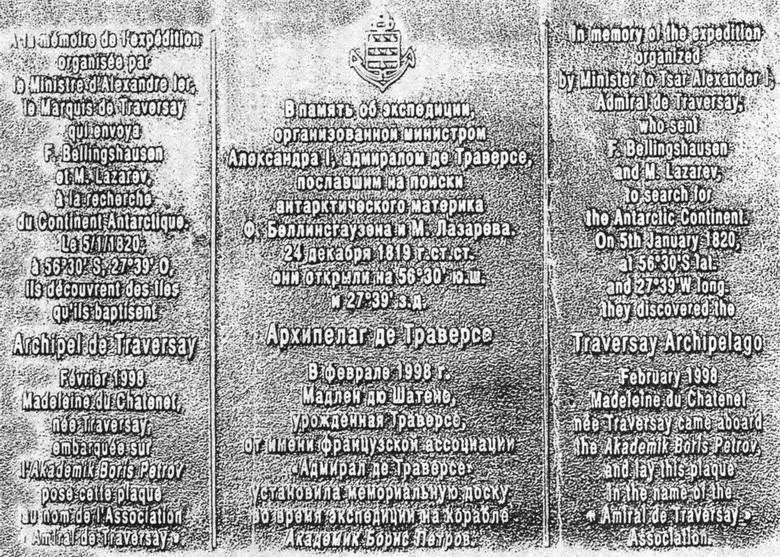 A la mémoire de l'expédition
organisée par
le Ministre d'Alexandre Ier,
le Marquis de Traversay
qui envoya
F. Bellingshausen
et M. Lazarev,
à la recherche
du Continent Antarctique.
Le 5/1/1820,
à 56°30' S, 27°39' O,
ils découvrent des îles
qu'ils baptisent
Archipel de Traversay
Février 1998
Madeleine du Chatenet,
née Traversay,
embarquée sur
l'Akademik Boris Petrov
pose cette plaque
au nom de l'Association
« Amiral de Traversay ».
В память об экспедиции,
организованной министром
Александра I, адмиралом де Траверсе,
пославшим на поиски
антарктического материка
Ф. Беллинсгаузена и М. Лазарева.
24 декабря 1819 г.ст.ст.
они открыли на 56°30' ю.ш.
и 27°39' з.д.
Архипелаг де Траверсе
В феврале 1998 г.
Мадлен дю Шатене,
урождённая Траверсе,
от имени французской ассоциации
«Адмирал де Траверсе»
установила мемориальную доску
во время экспедиции на корабле
Академик Борис Петров.
In memory of the expedition
organized
by Minister to Tsar Alexander I,
Admiral de Traversay,
who sent
F. Bellingshausen
and M. Lazarev,
to search for
the Antarctic Continent.
On 5th January 1820,
at 56°30'S lat.
and 27°39'W long.
they discovered the
Traversay Archipelago
February 1998
Madeleine du Chatenet
née Traversay came aboard
the Akademik Boris Petrov,
and lay this plaque
in the name of the
« Amiral de Traversay »
Association.